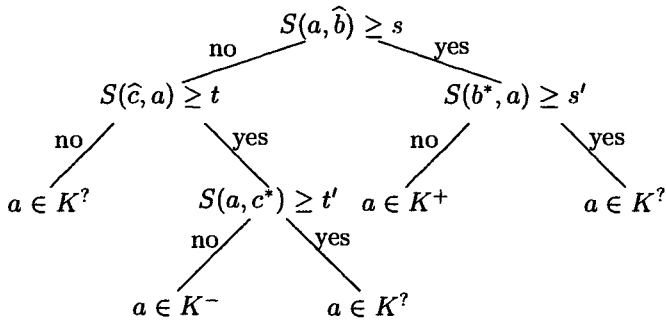 S(a, b̂) ≥ s
no yes
S(ĉ, a) ≥ t S(b*, a) ≥ s′
no yes no yes
a ∈ K? S(a, c*) ≥ t′ a ∈ K+ a ∈ K?
no yes
a ∈ K− a ∈ K?